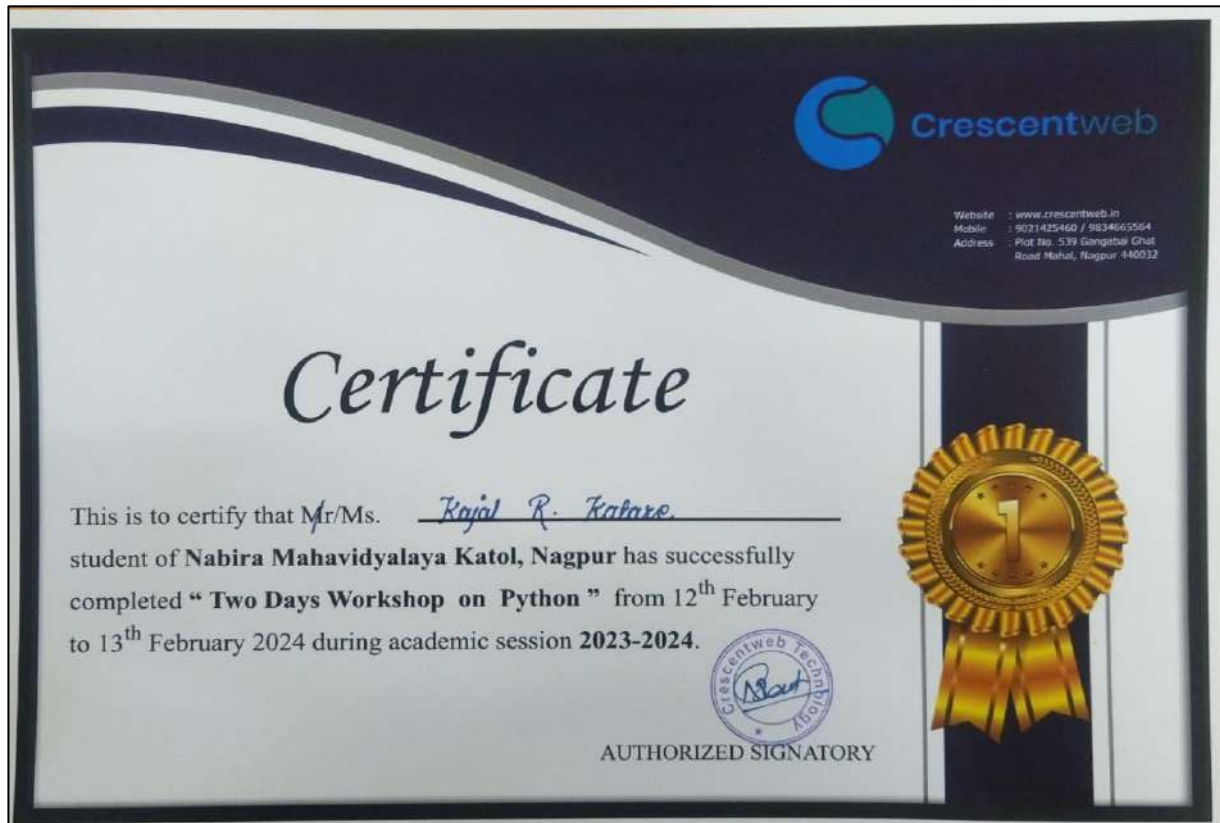 Crescentweb
Website : www.crescentweb.in
Mobile : 9021425460 / 9834665564
Address : Plot No. 539 Gangabai Ghat
Road Mahal, Nagpur 440032
Certificate
This is to certify that Mr/Ms. Kajal R. Katare.
student of Nabira Mahavidyalaya Katol, Nagpur has successfully
completed “ Two Days Workshop on Python ” from 12th February
to 13th February 2024 during academic session 2023-2024.
1
Crescentweb Technology
AUTHORIZED SIGNATORY